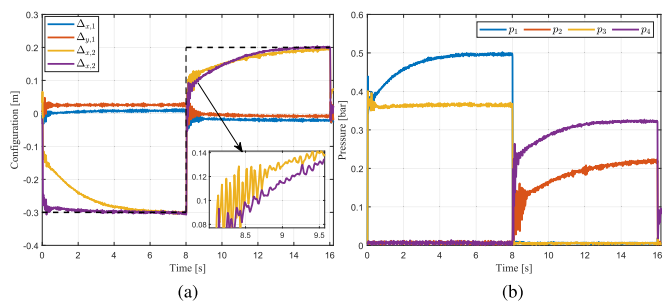 Δx,1
Δy,1
Δx,2
Δx,2
Configuration [m]
0.4
0.3
0.2
0.1
0
-0.1
-0.2
-0.3
-0.4
0 2 4 6 8 10 12 14 16
Time [s]
0.14
0.12
0.1
0.08
8.5 9 9.5
(a)
p1 p2 p3 p4
Pressure [bar]
0.6
0.5
0.4
0.3
0.2
0.1
0
0 2 4 6 8 10 12 14 16
Time [s]
(b)